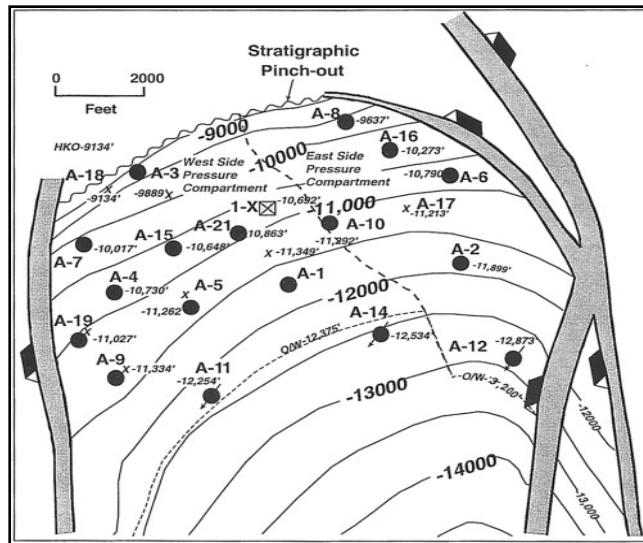 Stratigraphic
Pinch-out
0 2000
Feet
-9000
A-8
-9637'
HKO-9134'
A-16
-10,273'
A-18
A-3
-10000
West Side
Pressure
Compartment
East Side
Pressure
Compartment
-9889'
-9134'
-10,790
A-6
1-X
-10,692'
-11,000
A-17
-11,213'
A-21
-10,863'
A-10
-11,292'
A-15
-10,648'
-10,017'
A-7
-11,349'
A-2
-11,899'
A-4
-10,730'
A-5
-11,262
A-1
-12000
A-19
-11,027'
A-14
-12,534'
O/W-12,375'
A-12
-12,873
A-9
-11,334'
A-11
-12,254'
-13000
-12000
-14000
-13,000